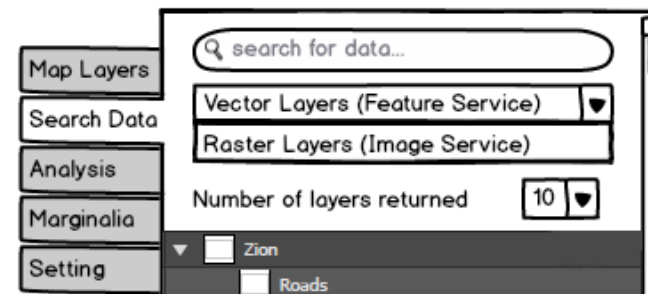 search for data...
Map Layers
Vector Layers (Feature Service)
Search Data
Raster Layers (Image Service)
Analysis
Number of layers returned 10
Marginalia
Zion
Setting
Roads